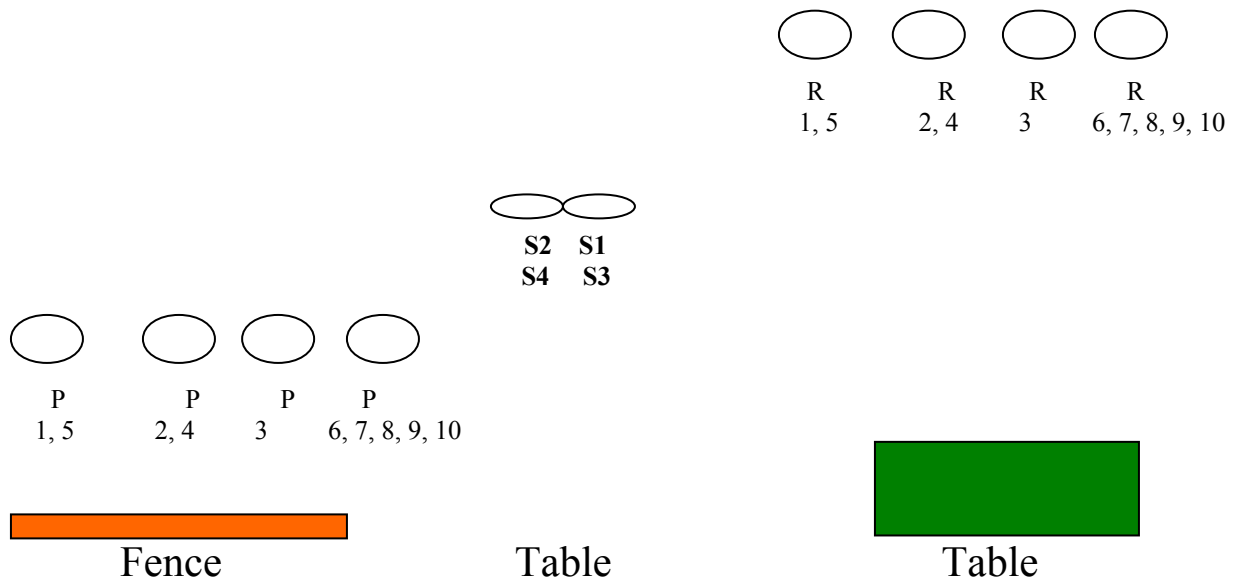 R R R R
1, 5 2, 4 3 6, 7, 8, 9, 10
S2 S1
S4 S3
P P P P
1, 5 2, 4 3 6, 7, 8, 9, 10
Fence Table Table